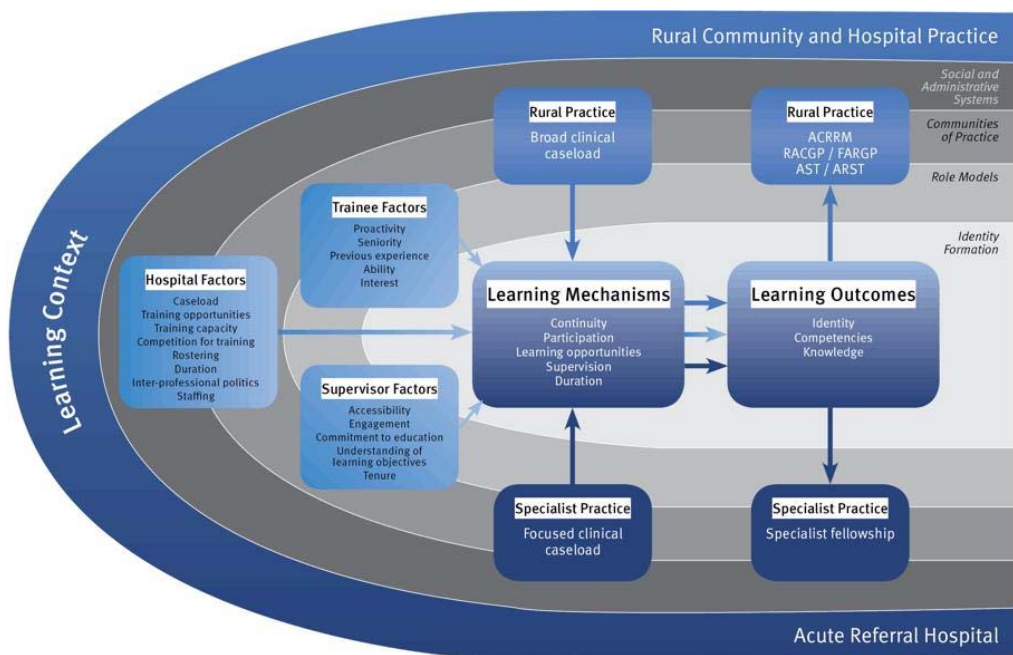 Rural Community and Hospital Practice
Social and
Administrative
Systems
Communities
of Practice
Role Models
Identity
Formation
Learning Context
Rural Practice
Broad clinical
caseload
Rural Practice
ACRRM
RACGP / FARGP
AST / ARST
Trainee Factors
Proactivity
Seniority
Previous experience
Ability
Interest
Hospital Factors
Caseload
Training opportunities
Training capacity
Competition for training
Rostering
Duration
Inter-professional politics
Staffing
Supervisor Factors
Accessibility
Engagement
Commitment to education
Understanding of
learning objectives
Tenure
Learning Mechanisms
Continuity
Participation
Learning opportunities
Supervision
Duration
Learning Outcomes
Identity
Competencies
Knowledge
Specialist Practice
Focused clinical
caseload
Specialist Practice
Specialist fellowship
Acute Referral Hospital